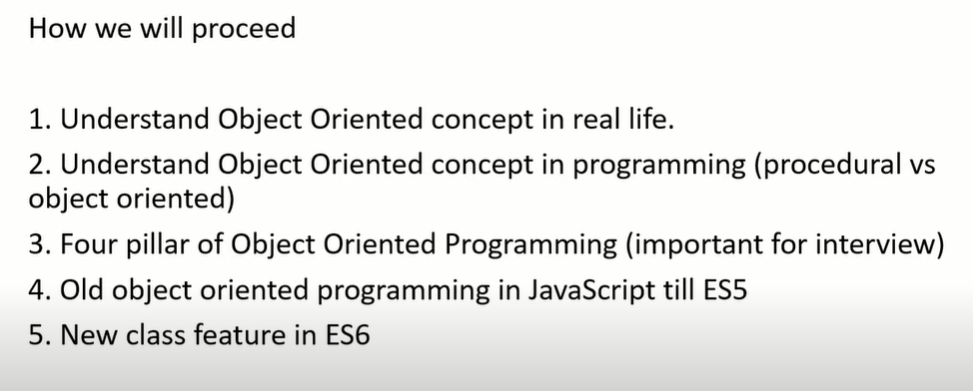 How we will proceed
1. Understand Object Oriented concept in real life.
2. Understand Object Oriented concept in programming (procedural vs
object oriented)
3. Four pillar of Object Oriented Programming (important for interview)
4. Old object oriented programming in JavaScript till ES5
5. New class feature in ES6